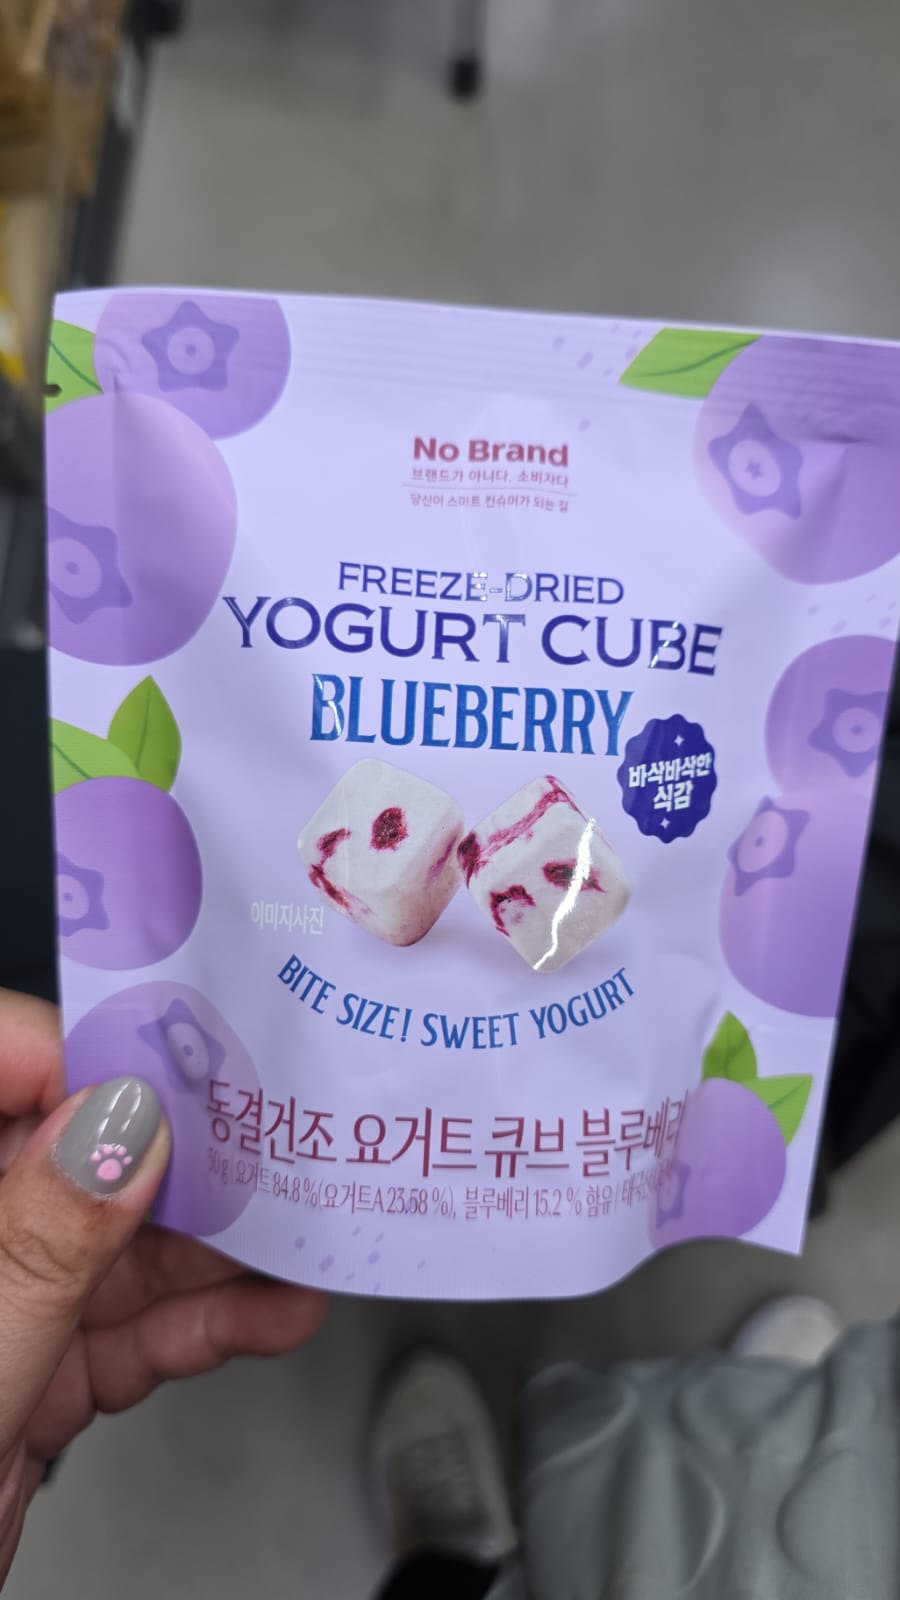 No Brand
브랜드가 아니다. 소비자다
당신이 스마트 컨슈머가 되는 길
FREEZE-DRIED
YOGURT CUBE
BLUEBERRY
바삭바삭한
식감
이미지사진
BITE SIZE! SWEET YOGURT
동결건조 요거트 큐브 블루베리
50g | 요거트 84.8 %(요거트A 23.58 %), 블루베리 15.2 % 함유 |